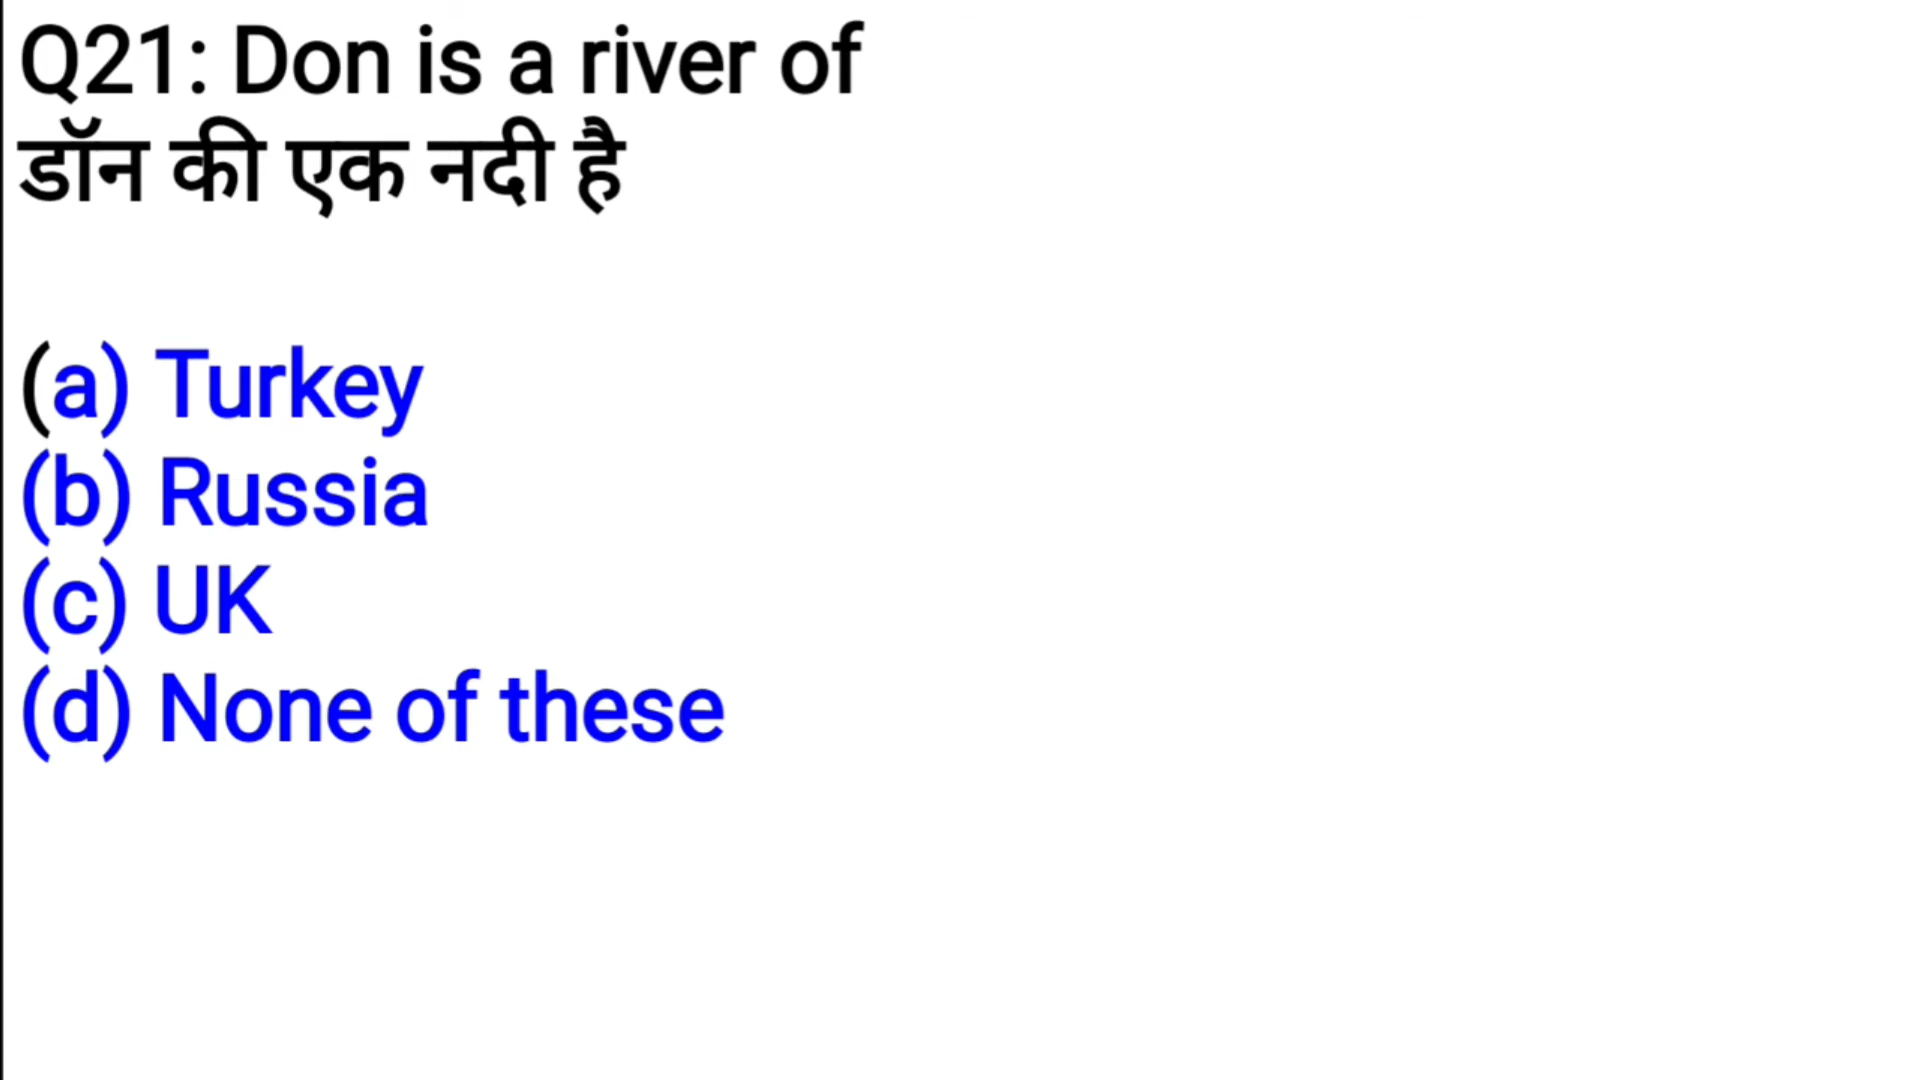 Q21: Don is a river of
डॉन की एक नदी है
(a) Turkey
(b) Russia
(c) UK
(d) None of these